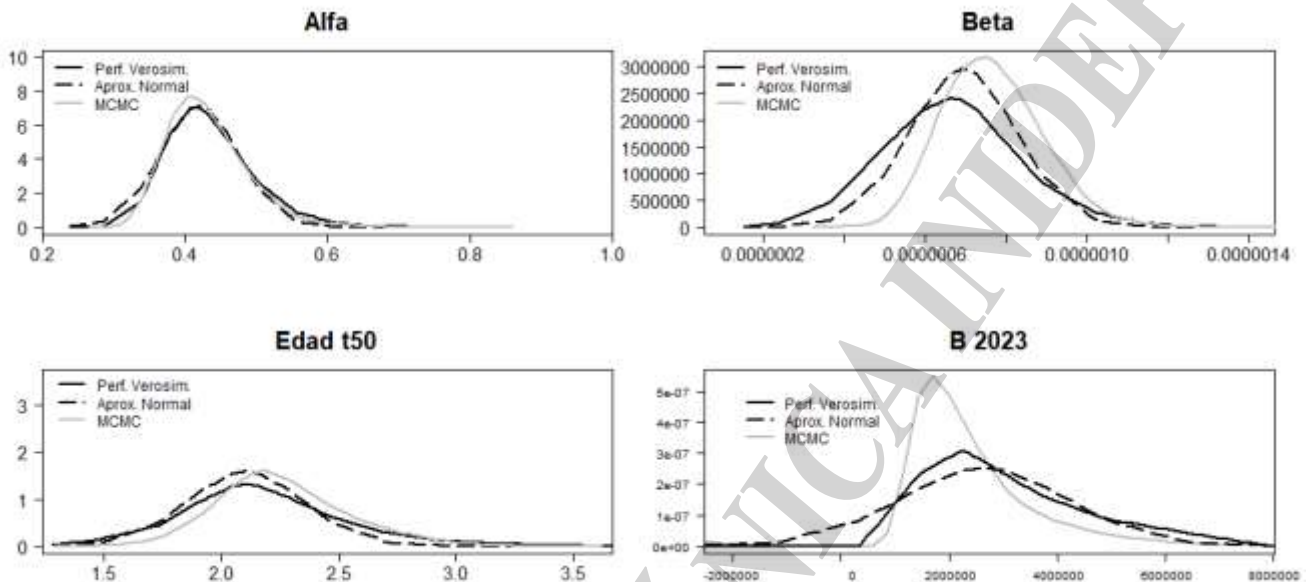 Alfa
10
8
6
4
2
0
Perf. Verosim.
Aprox. Normal
MCMC
0.2 0.4 0.6 0.8 1.0
Beta
3000000
2500000
2000000
1500000
1000000
500000
0
Perf. Verosim.
Aprox. Normal
MCMC
0.0000002 0.0000006 0.0000010 0.0000014
Edad t50
3
2
1
0
Perf. Verosim.
Aprox. Normal
MCMC
1.5 2.0 2.5 3.0 3.5
B 2023
5e-07
4e-07
3e-07
2e-07
1e-07
0e+00
Perf. Verosim.
Aprox. Normal
MCMC
-2000000 0 2000000 4000000 6000000 8000000
NICA INIDEP